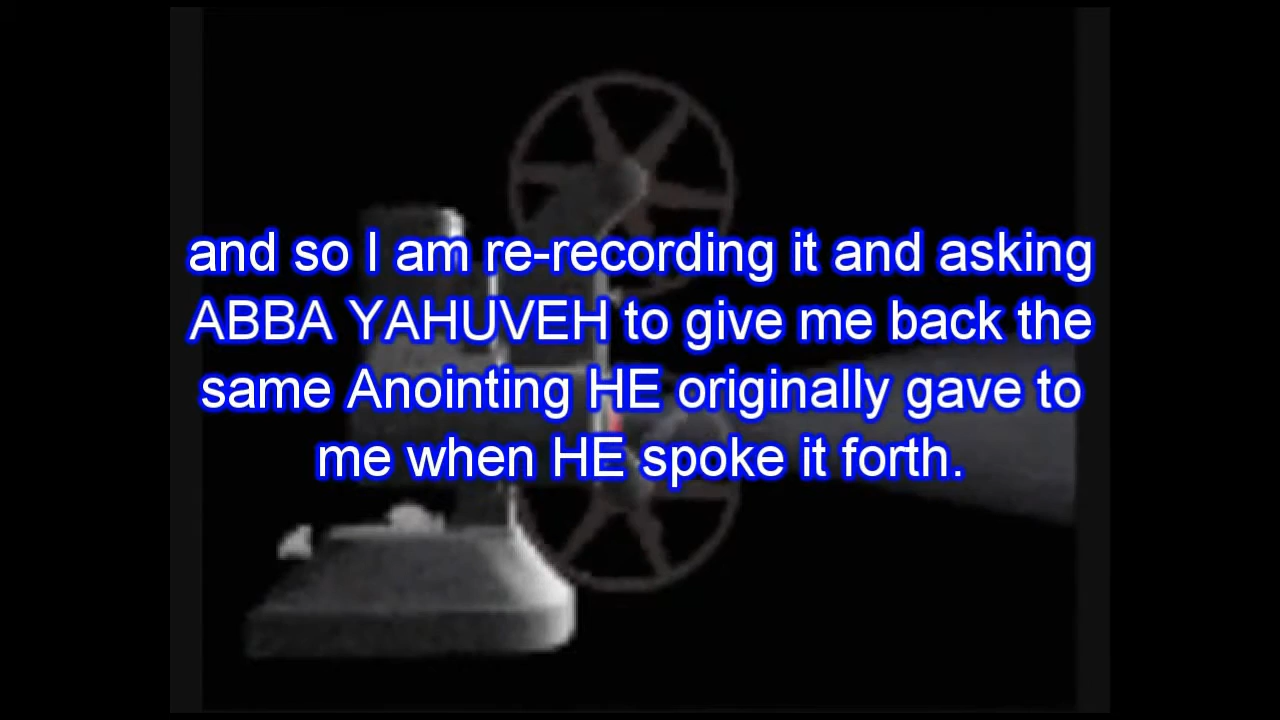 and so I am re-recording it and asking
ABBA YAHUVEH to give me back the
same Anointing HE originally gave to
me when HE spoke it forth.